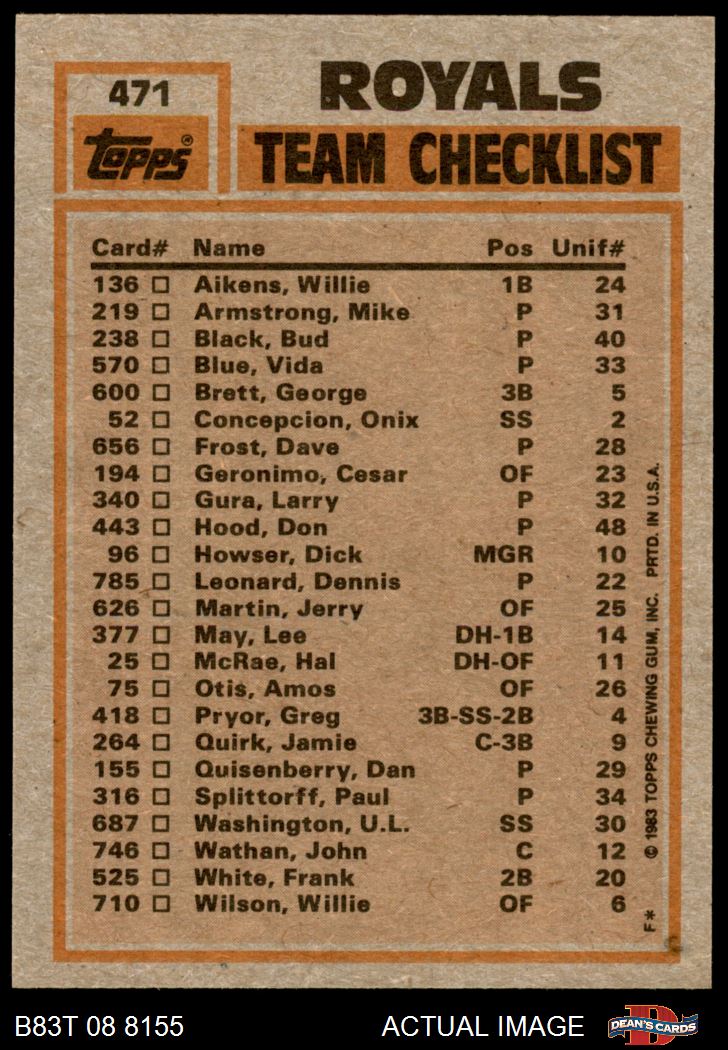 471
ROYALS
topps®
TEAM CHECKLIST
Card# Name Pos Unif#
136 □ Aikens, Willie 1B 24
219 □ Armstrong, Mike P 31
238 □ Black, Bud P 40
570 □ Blue, Vida P 33
600 □ Brett, George 3B 5
52 □ Concepcion, Onix SS 2
656 □ Frost, Dave P 28
194 □ Geronimo, Cesar OF 23
340 □ Gura, Larry P 32
443 □ Hood, Don P 48
96 □ Howser, Dick MGR 10
785 □ Leonard, Dennis P 22
626 □ Martin, Jerry OF 25
377 □ May, Lee DH-1B 14
25 □ McRae, Hal DH-OF 11
75 □ Otis, Amos OF 26
418 □ Pryor, Greg 3B-SS-2B 4
264 □ Quirk, Jamie C-3B 9
155 □ Quisenberry, Dan P 29
316 □ Splittorff, Paul P 34
687 □ Washington, U.L. SS 30
746 □ Wathan, John C 12
525 □ White, Frank 2B 20
710 □ Wilson, Willie OF 6
F* © 1983 TOPPS CHEWING GUM, INC. PRTD. IN U.S.A.
B83T 08 8155 ACTUAL IMAGE
D
DEAN'S CARDS